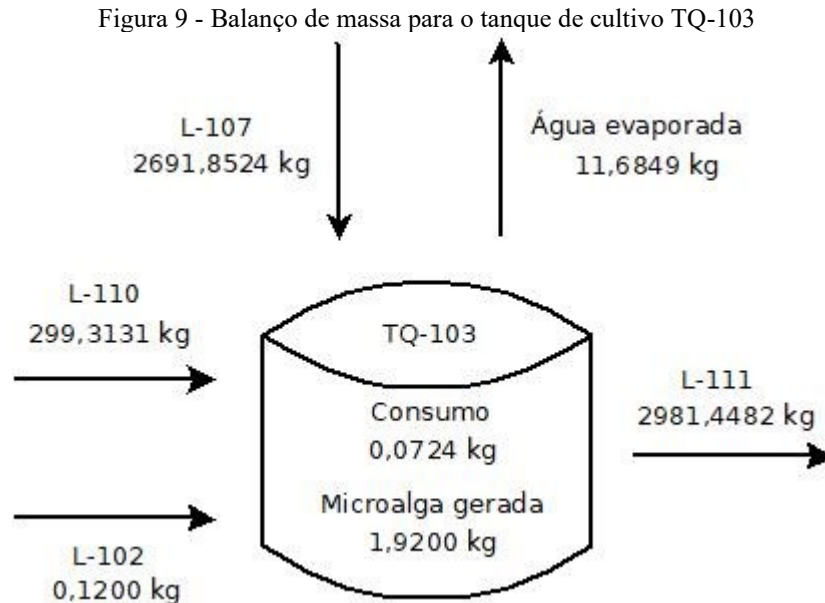 Figura 9 - Balanço de massa para o tanque de cultivo TQ-103
L-107
2691,8524 kg
Água evaporada
11,6849 kg
L-110
299,3131 kg
TQ-103
Consumo
0,0724 kg
Microalga gerada
1,9200 kg
L-111
2981,4482 kg
L-102
0,1200 kg